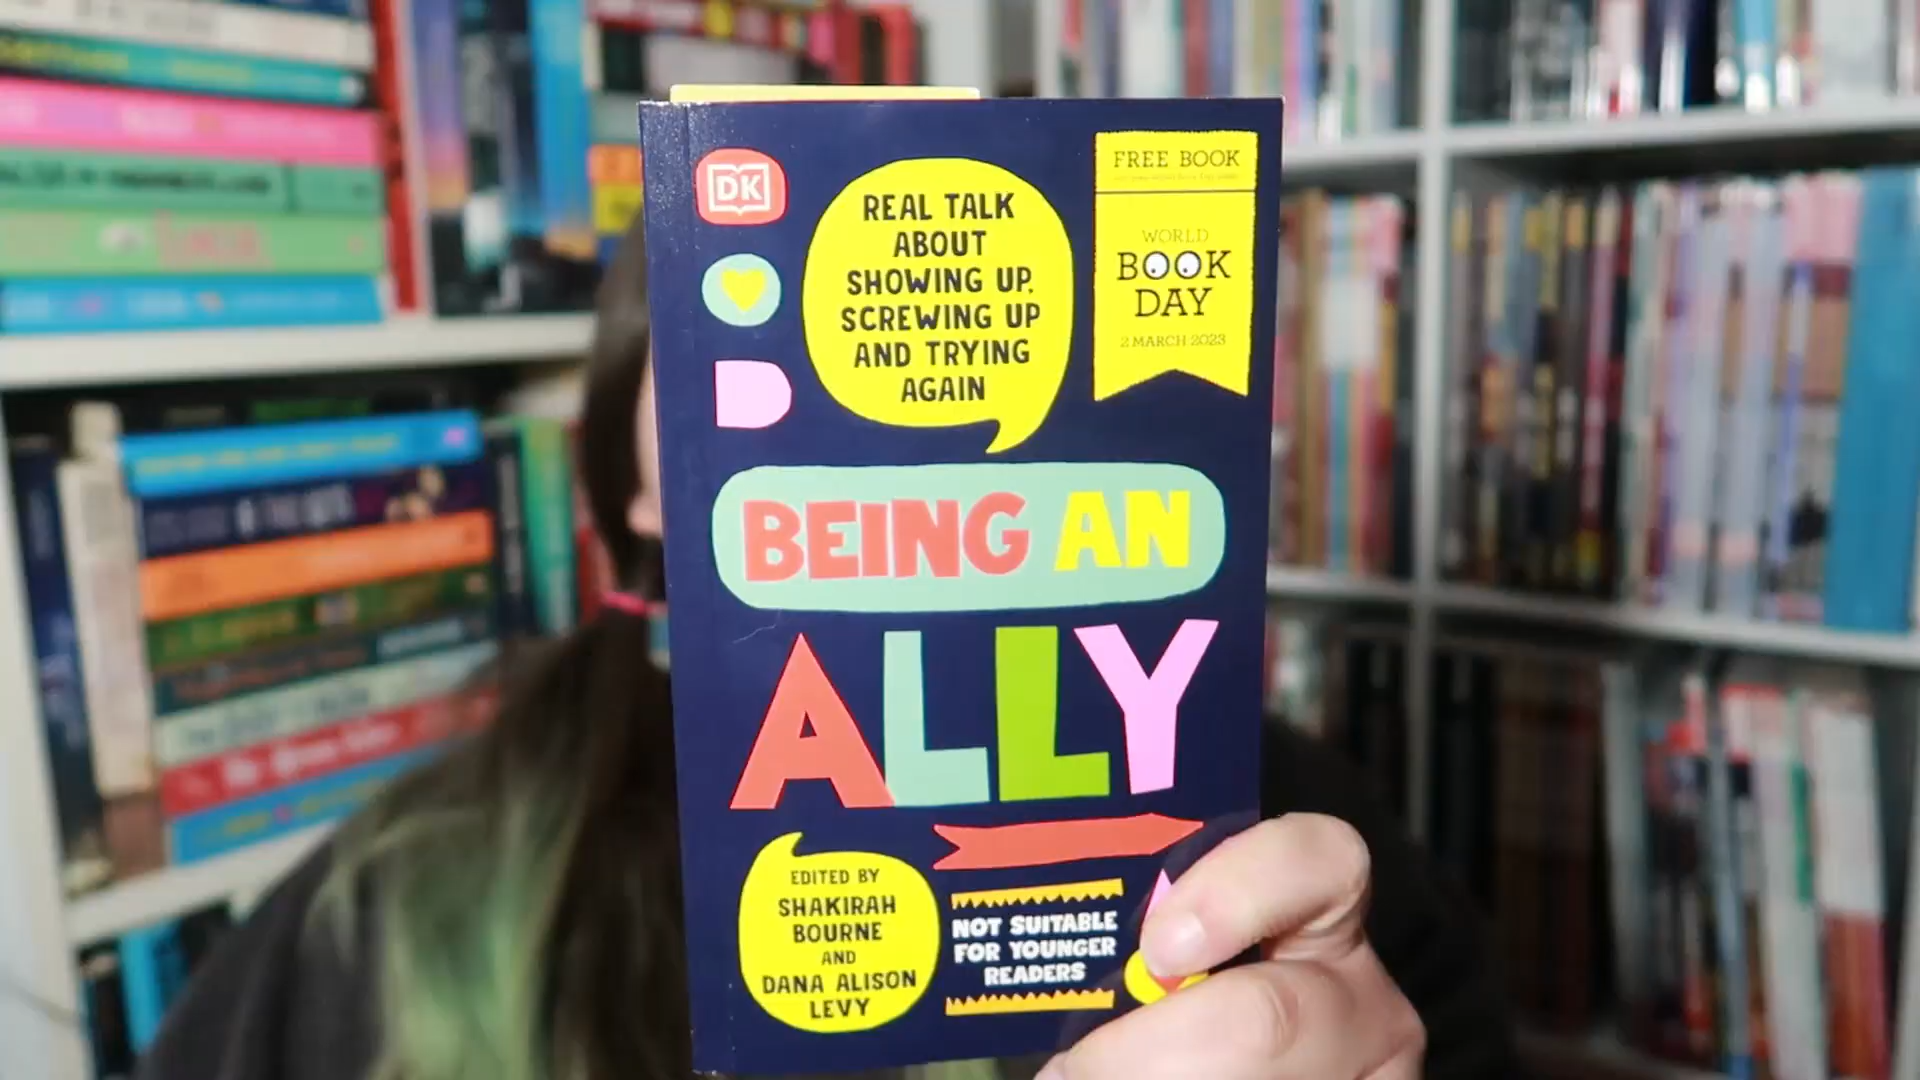 DK
REAL TALK
ABOUT
SHOWING UP,
SCREWING UP
AND TRYING
AGAIN
FREE BOOK
WORLD
BOOK
DAY
2 MARCH 2023
BEING AN
ALLY
EDITED BY
SHAKIRAH
BOURNE
AND
DANA ALISON
LEVY
NOT SUITABLE
FOR YOUNGER
READERS